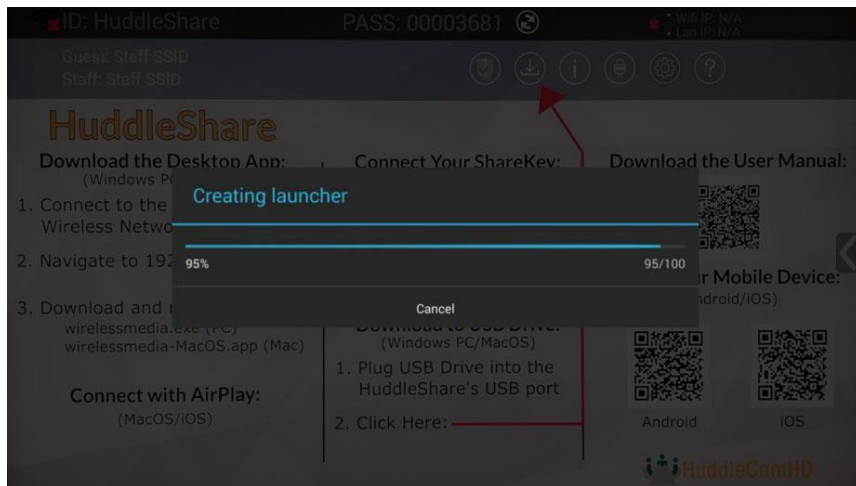 ID: HuddleShare
PASS: 00003681
Wifi IP: N/A
Lan IP: N/A
Guest: Staff SSID
Staff: Staff SSID
HuddleShare
Download the Desktop App:
(Windows P
1. Connect to the
Wireless Netwo
2. Navigate to 192
3. Download and r
wirelessmedia.exe (PC)
wirelessmedia-MacOS.app (Mac)
Connect with AirPlay:
(MacOS/iOS)
Connect Your ShareKey:
Creating launcher
95%
95/100
Cancel
Download to USB Drive:
(Windows PC/MacOS)
1. Plug USB Drive into the
HuddleShare's USB port
2. Click Here:
Download the User Manual:
r Mobile Device:
ndroid/iOS)
Android
iOS
HuddleCamHD